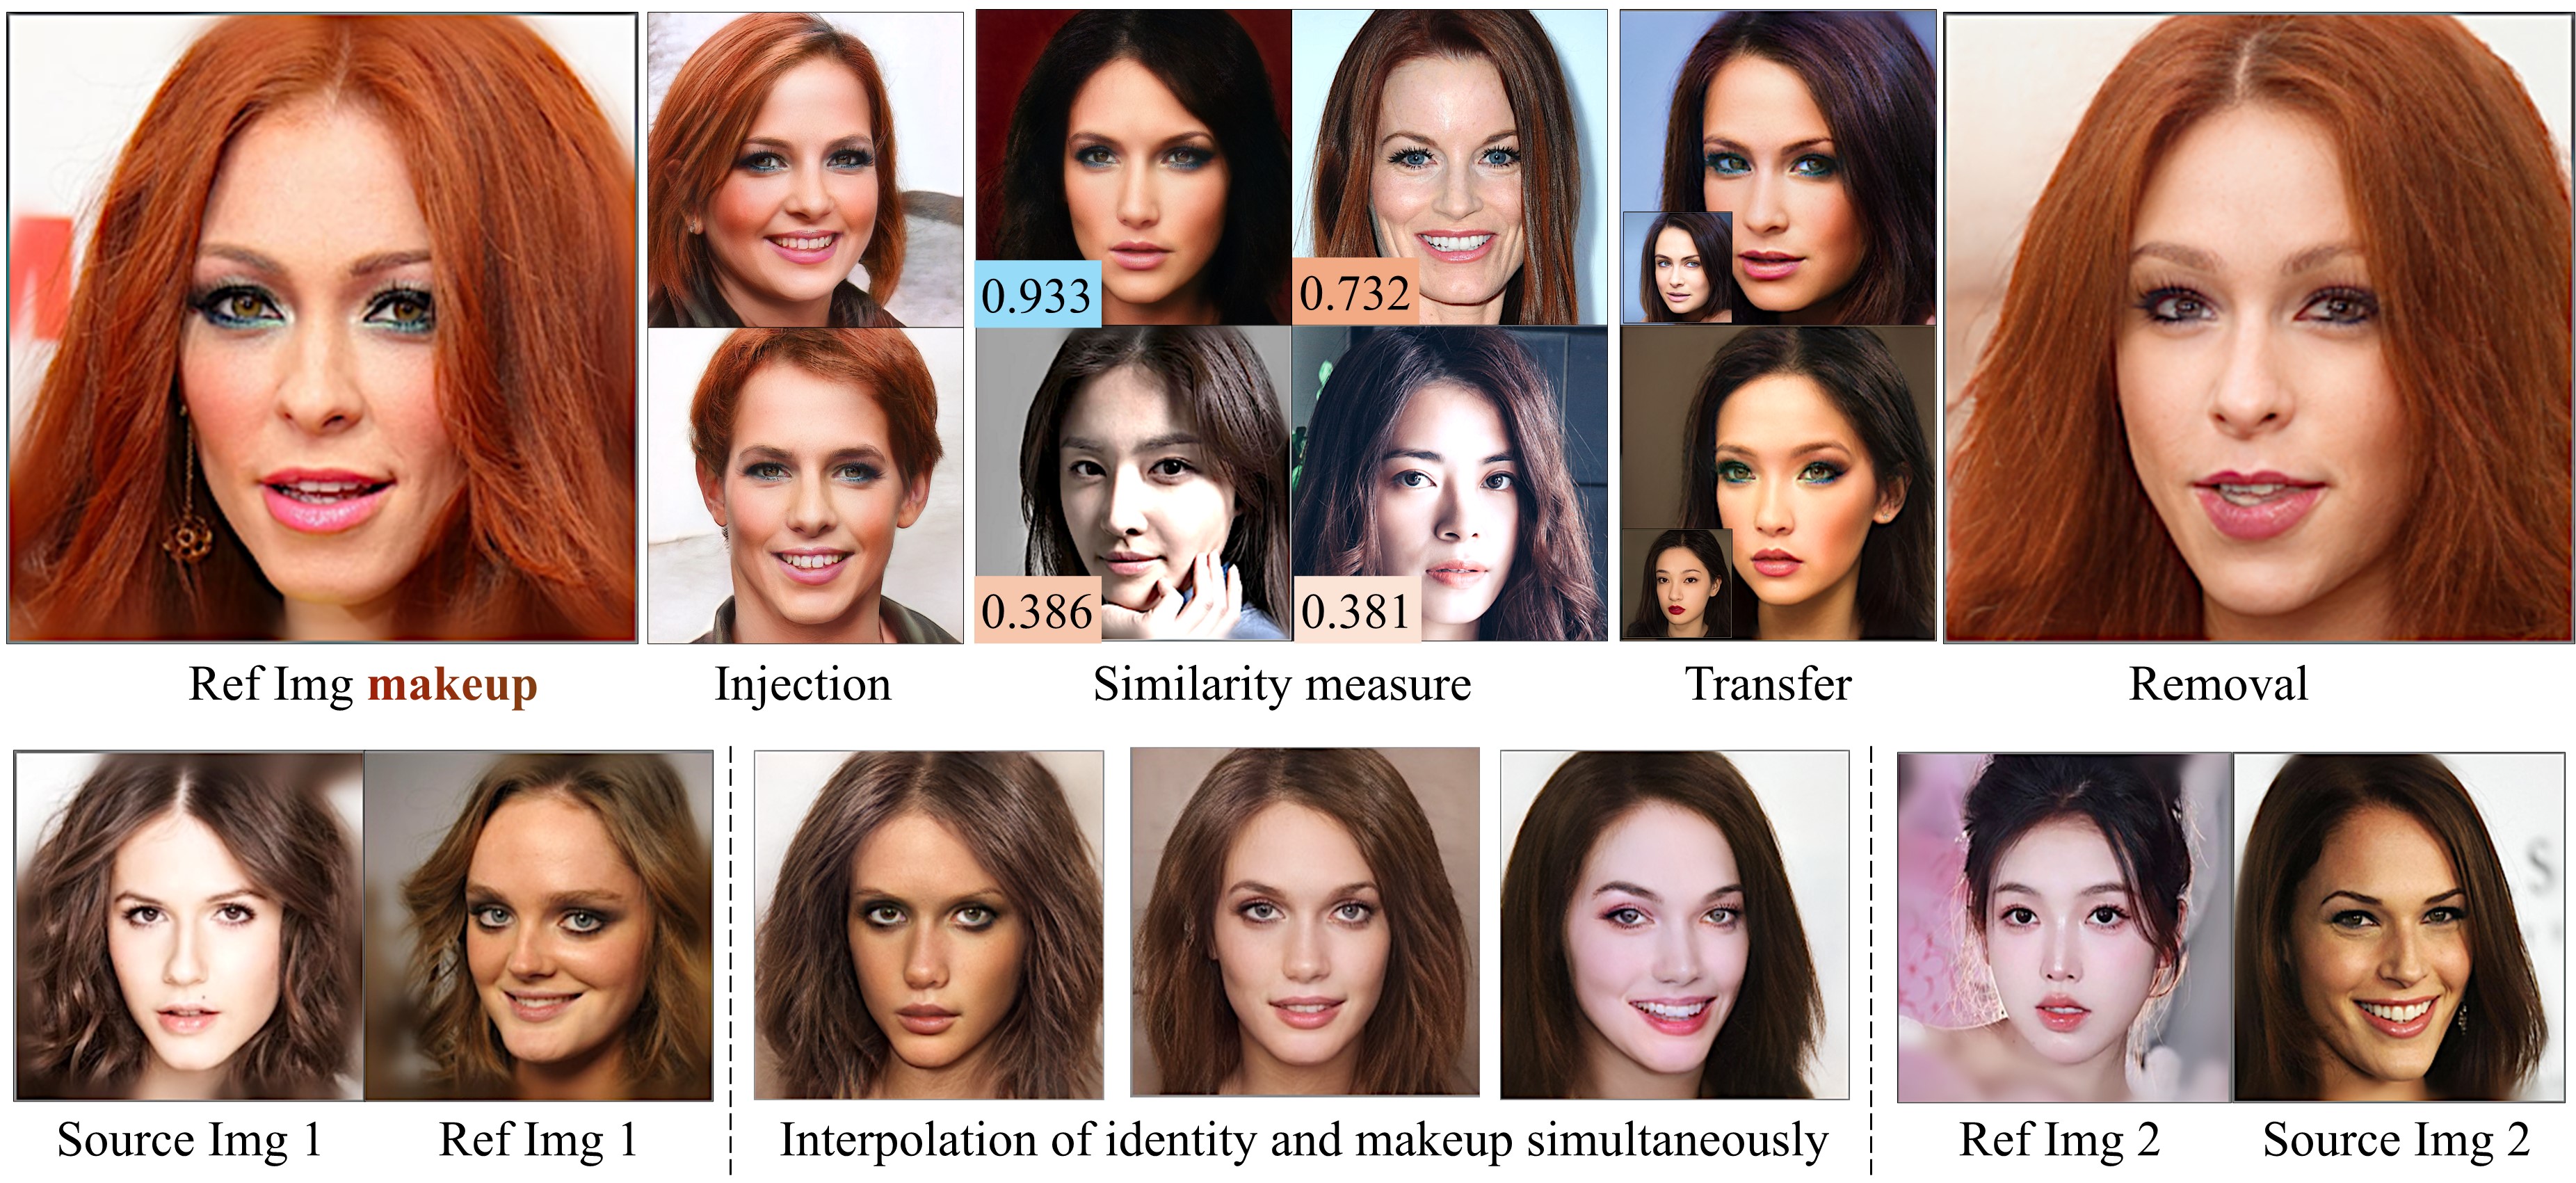 0.933
0.732
0.386
0.381
Ref Img makeup
Injection
Similarity measure
Transfer
Removal
Source Img 1
Ref Img 1
Interpolation of identity and makeup simultaneously
Ref Img 2
Source Img 2